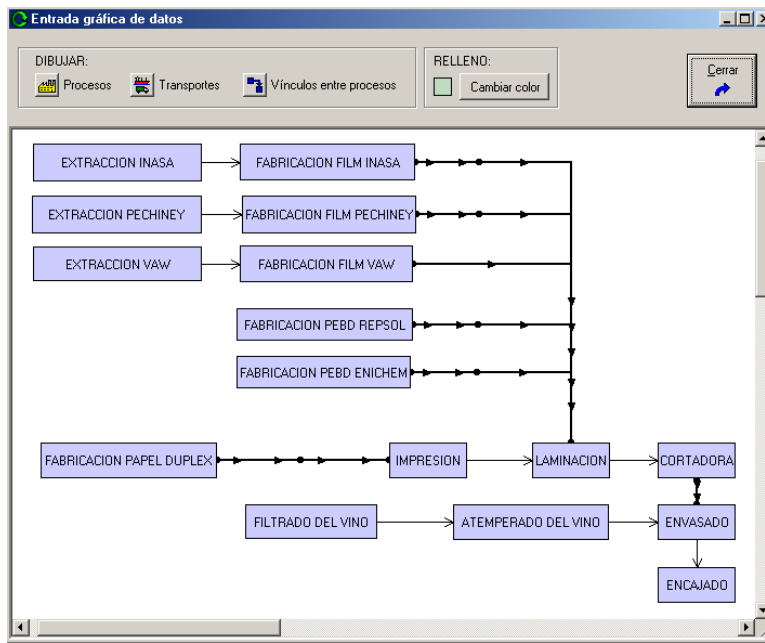 Entrada gráfica de datos
DIBUJAR:
Procesos
Transportes
Vínculos entre procesos
RELLENO:
Cambiar color
Cerrar
EXTRACCION INASA
FABRICACION FILM INASA
EXTRACCION PECHINEY
FABRICACION FILM PECHINEY
EXTRACCION VAW
FABRICACION FILM VAW
FABRICACION PEBD REPSOL
FABRICACION PEBD ENICHEM
FABRICACION PAPEL DUPLEX
IMPRESION
LAMINACION
CORTADORA
FILTRADO DEL VINO
ATEMPERADO DEL VINO
ENVASADO
ENCAJADO